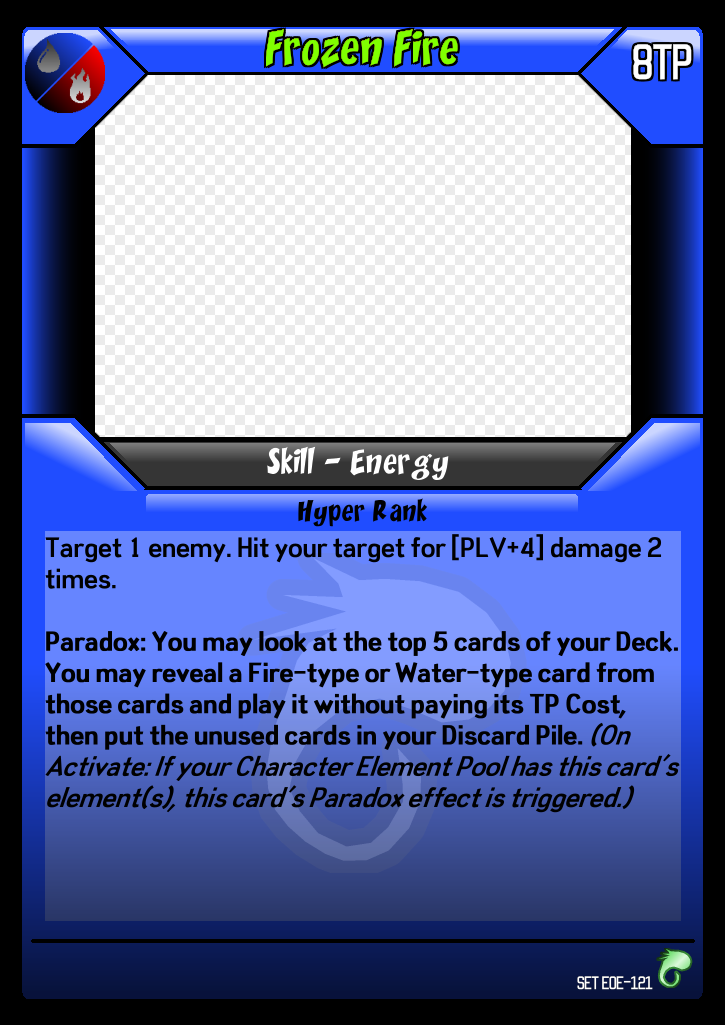 Frozen Fire
8TP
Skill - Energy
Hyper Rank
Target 1 enemy. Hit your target for [PLV+4] damage 2
times.
Paradox: You may look at the top 5 cards of your Deck.
You may reveal a Fire-type or Water-type card from
those cards and play it without paying its TP Cost,
then put the unused cards in your Discard Pile. (On
Activate: If your Character Element Pool has this card's
element(s), this card's Paradox effect is triggered.)
SET EOE-121